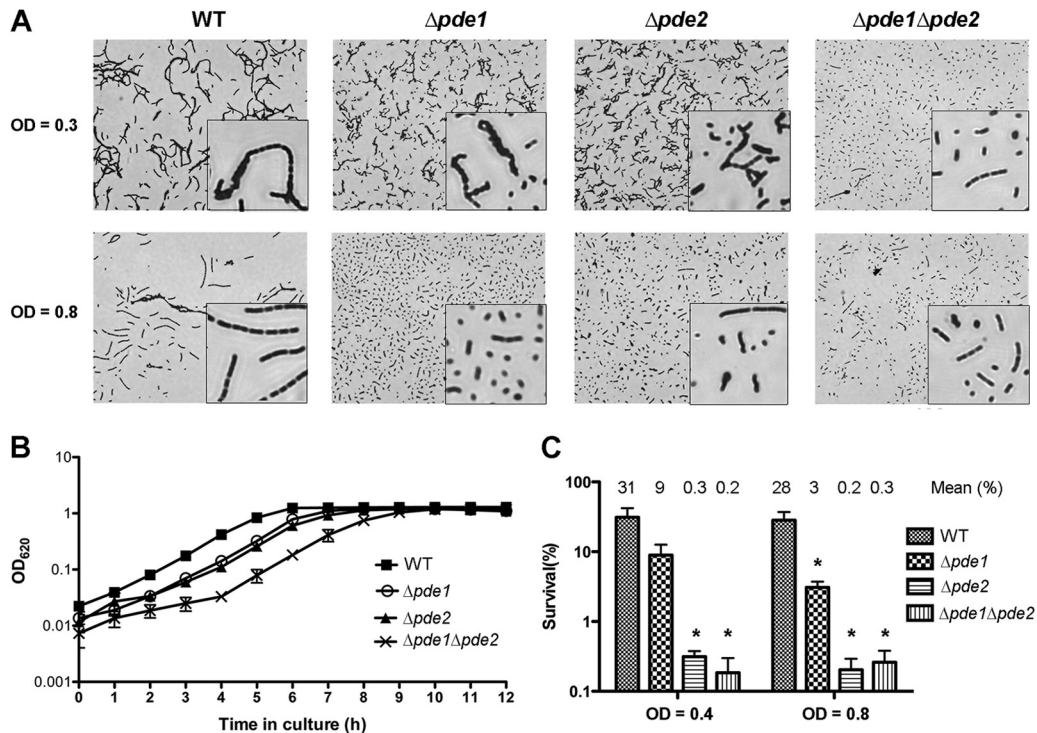 A
WT
Δpde1
Δpde2
Δpde1Δpde2
OD = 0.3
OD = 0.8
B
10
1
0.1
0.01
0.001
OD620
0 1 2 3 4 5 6 7 8 9 10 11 12
Time in culture (h)
WT
Δpde1
Δpde2
Δpde1Δpde2
C
100
10
1
0.1
Survival(%)
31 9 0.3 0.2 28 3 0.2 0.3 Mean (%)
* * * * *
OD = 0.4 OD = 0.8
WT
Δpde1
Δpde2
Δpde1Δpde2